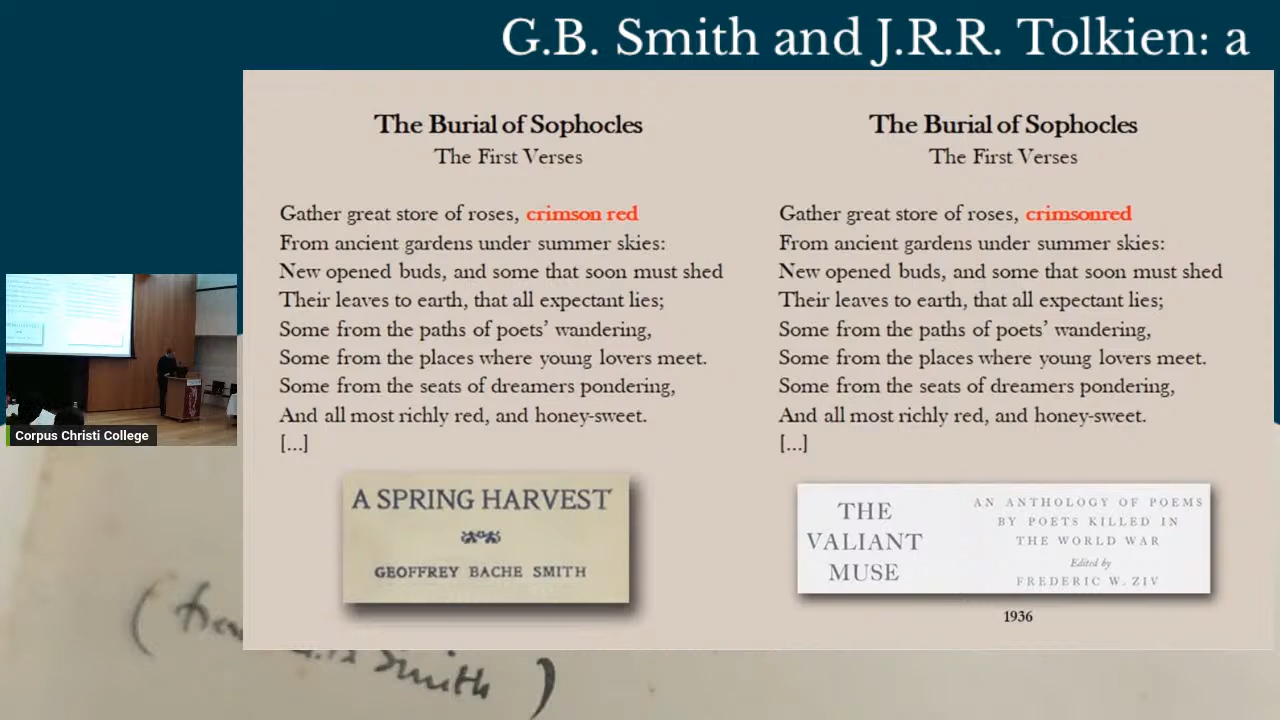 G.B. Smith and J.R.R. Tolkien: a
The Burial of Sophocles
The First Verses
Gather great store of roses, crimson red
From ancient gardens under summer skies:
New opened buds, and some that soon must shed
Their leaves to earth, that all expectant lies;
Some from the paths of poets’ wandering,
Some from the places where young lovers meet.
Some from the seats of dreamers pondering,
And all most richly red, and honey-sweet.
[...]
A SPRING HARVEST
GEOFFREY BACHE SMITH
The Burial of Sophocles
The First Verses
Gather great store of roses, crimsonred
From ancient gardens under summer skies:
New opened buds, and some that soon must shed
Their leaves to earth, that all expectant lies;
Some from the paths of poets’ wandering,
Some from the places where young lovers meet.
Some from the seats of dreamers pondering,
And all most richly red, and honey-sweet.
[...]
THE
VALIANT
MUSE
AN ANTHOLOGY OF POEMS
BY POETS KILLED IN
THE WORLD WAR
Edited by
FREDERIC W. ZIV
1936
Corpus Christi College
Smith )